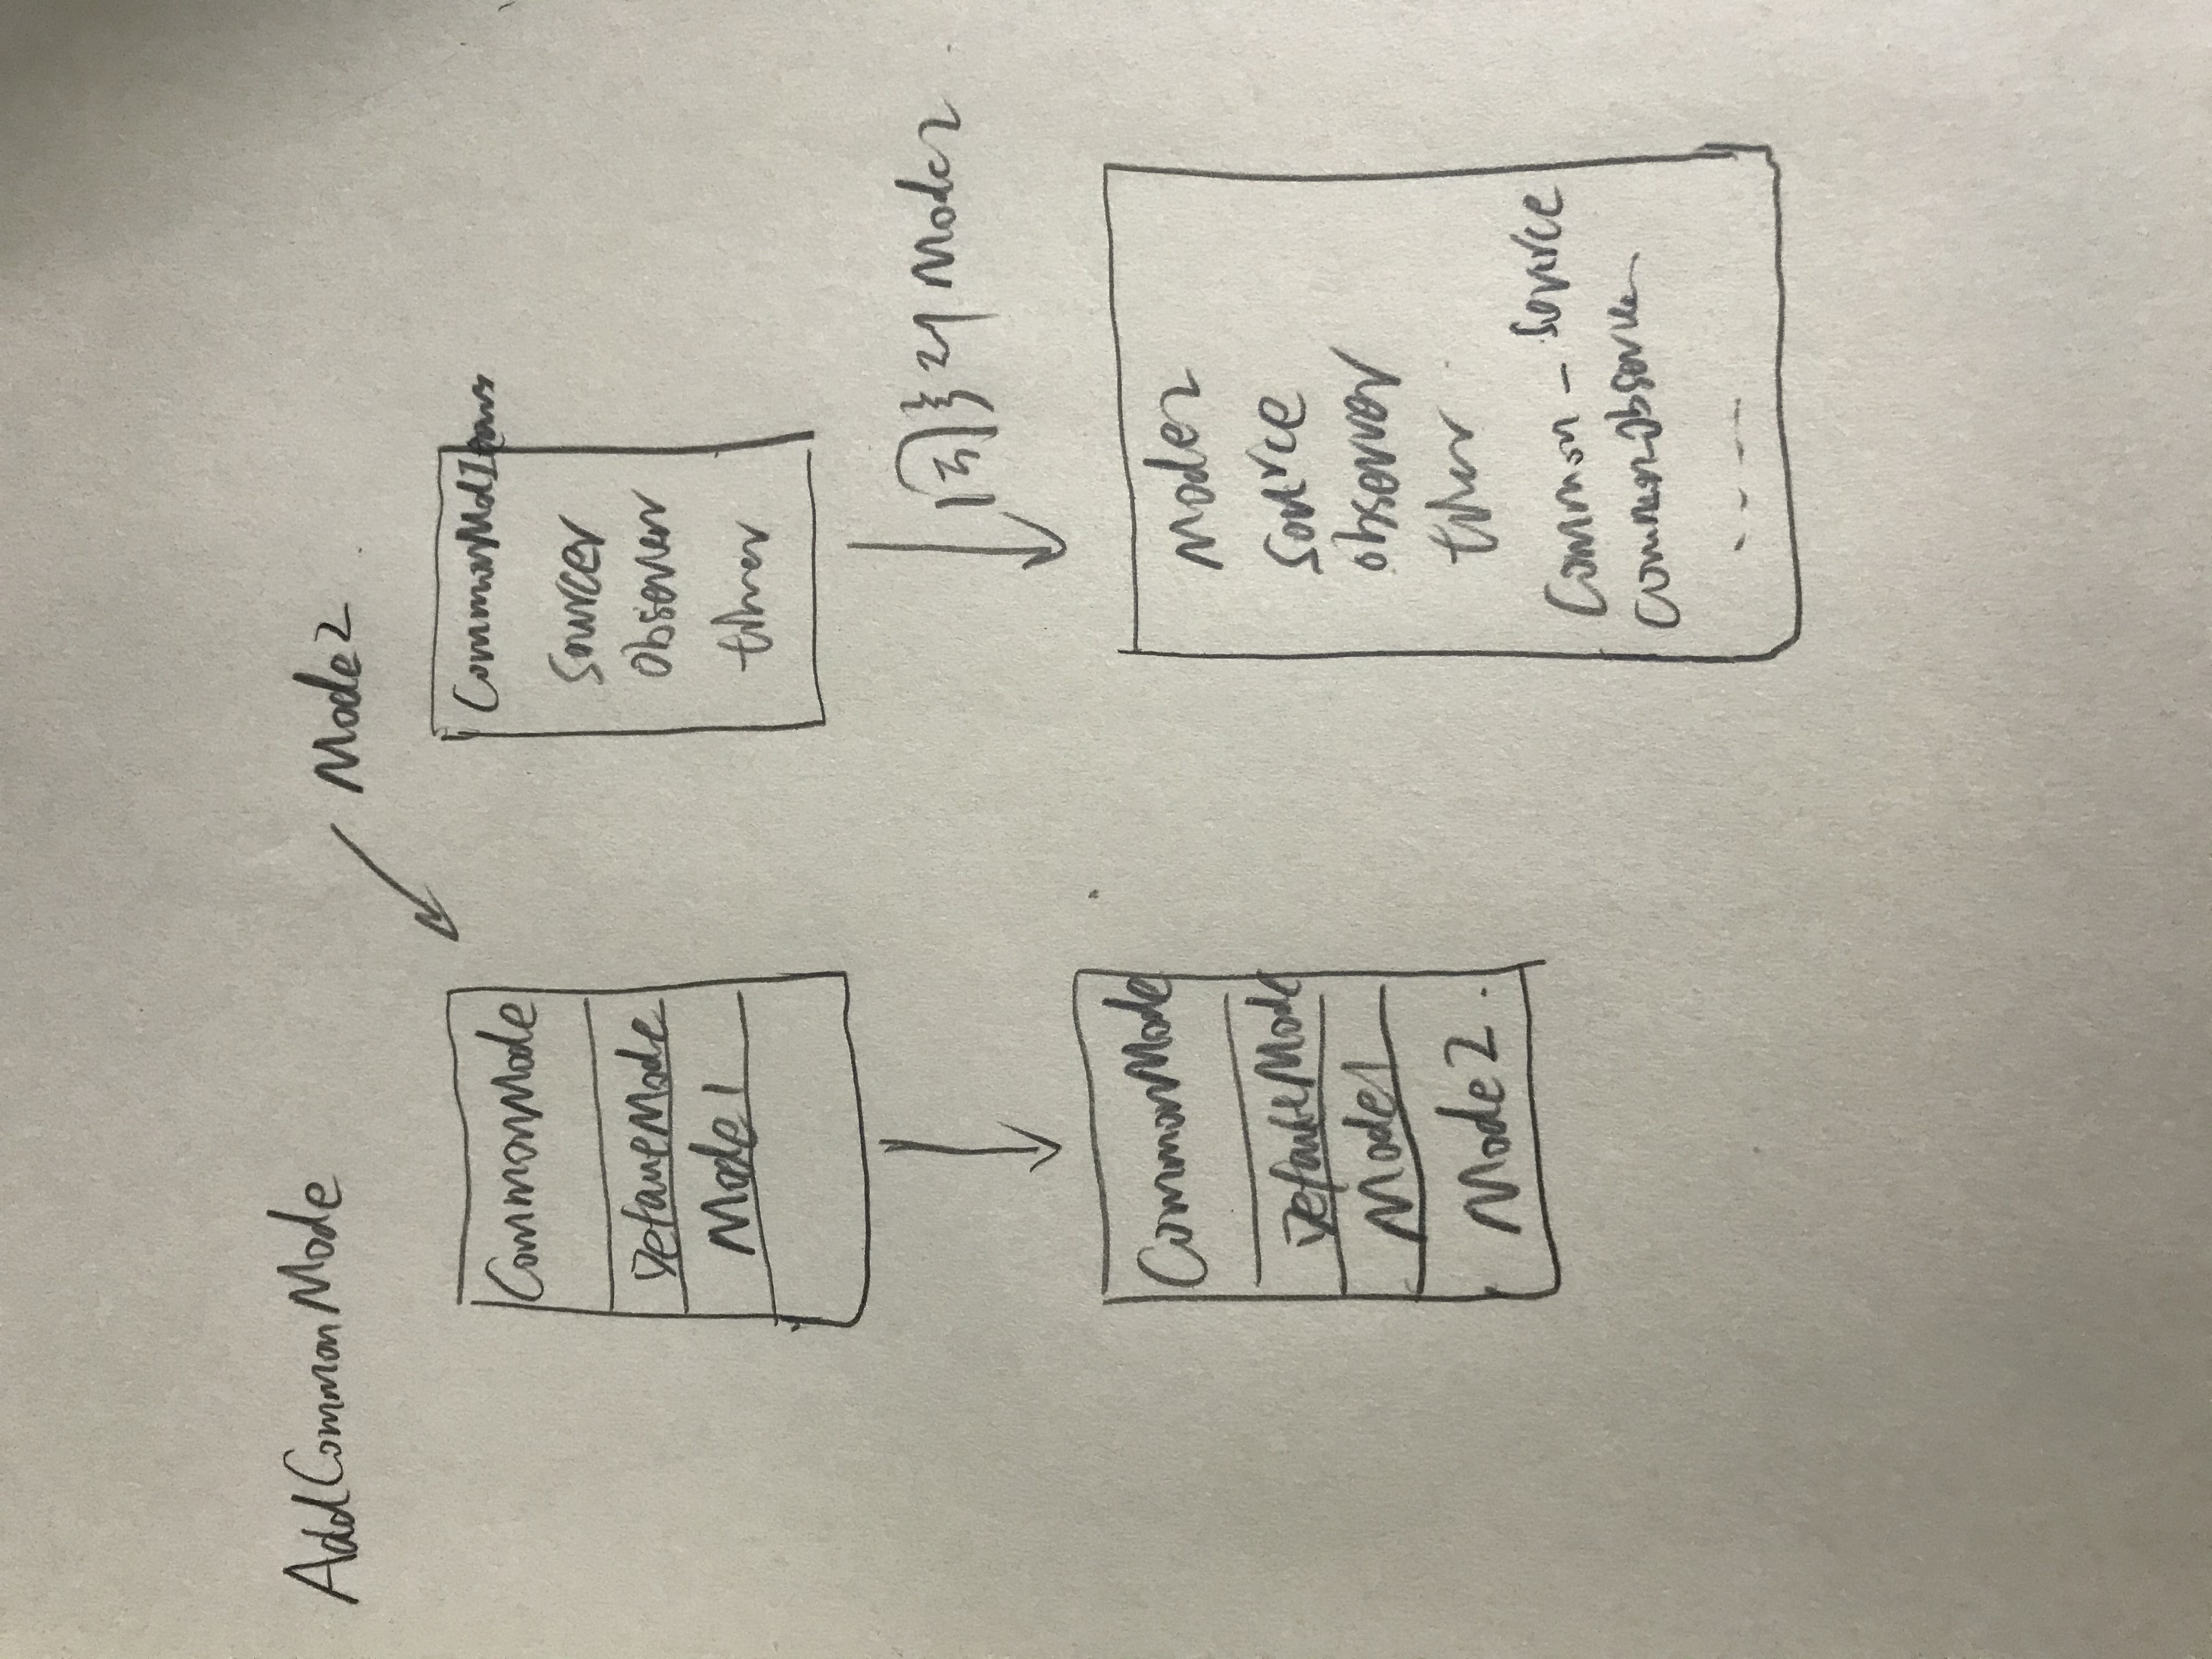 AddCommonMode
Mode2
CommonMode
DefaultMode
Mode1
CommonModItems
sourcer
observer
timer
同步到 Mode2
CommonMode
DefaultMode
Mode1
Mode2
Mode2
source
observer
timer
Common_source
commonobserver